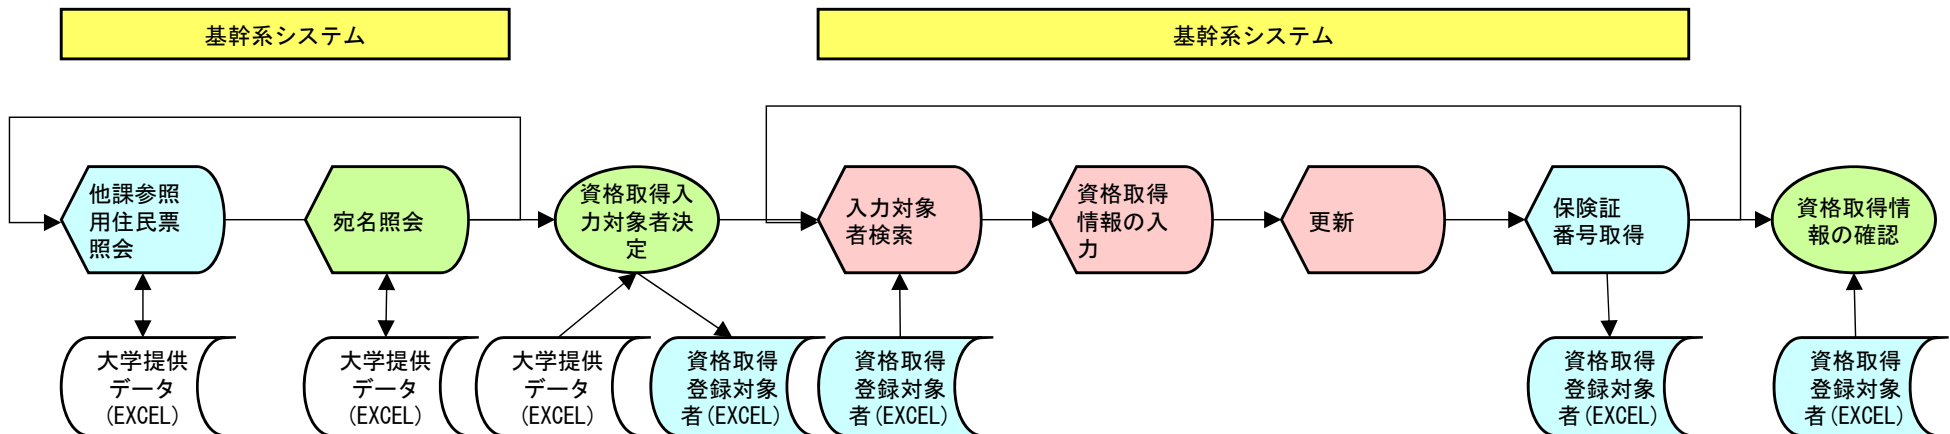 基幹系システム
基幹系システム
他課参照
用住民票
照会
宛名照会
資格取得入
力対象者決
定
入力対象
者検索
資格取得
情報の入
力
更新
保険証
番号取得
資格取得情
報の確認
大学提供
データ
(EXCEL)
大学提供
データ
(EXCEL)
大学提供
データ
(EXCEL)
資格取得
登録対象
者(EXCEL)
資格取得
登録対象
者(EXCEL)
資格取得
登録対象
者(EXCEL)
資格取得
登録対象
者(EXCEL)